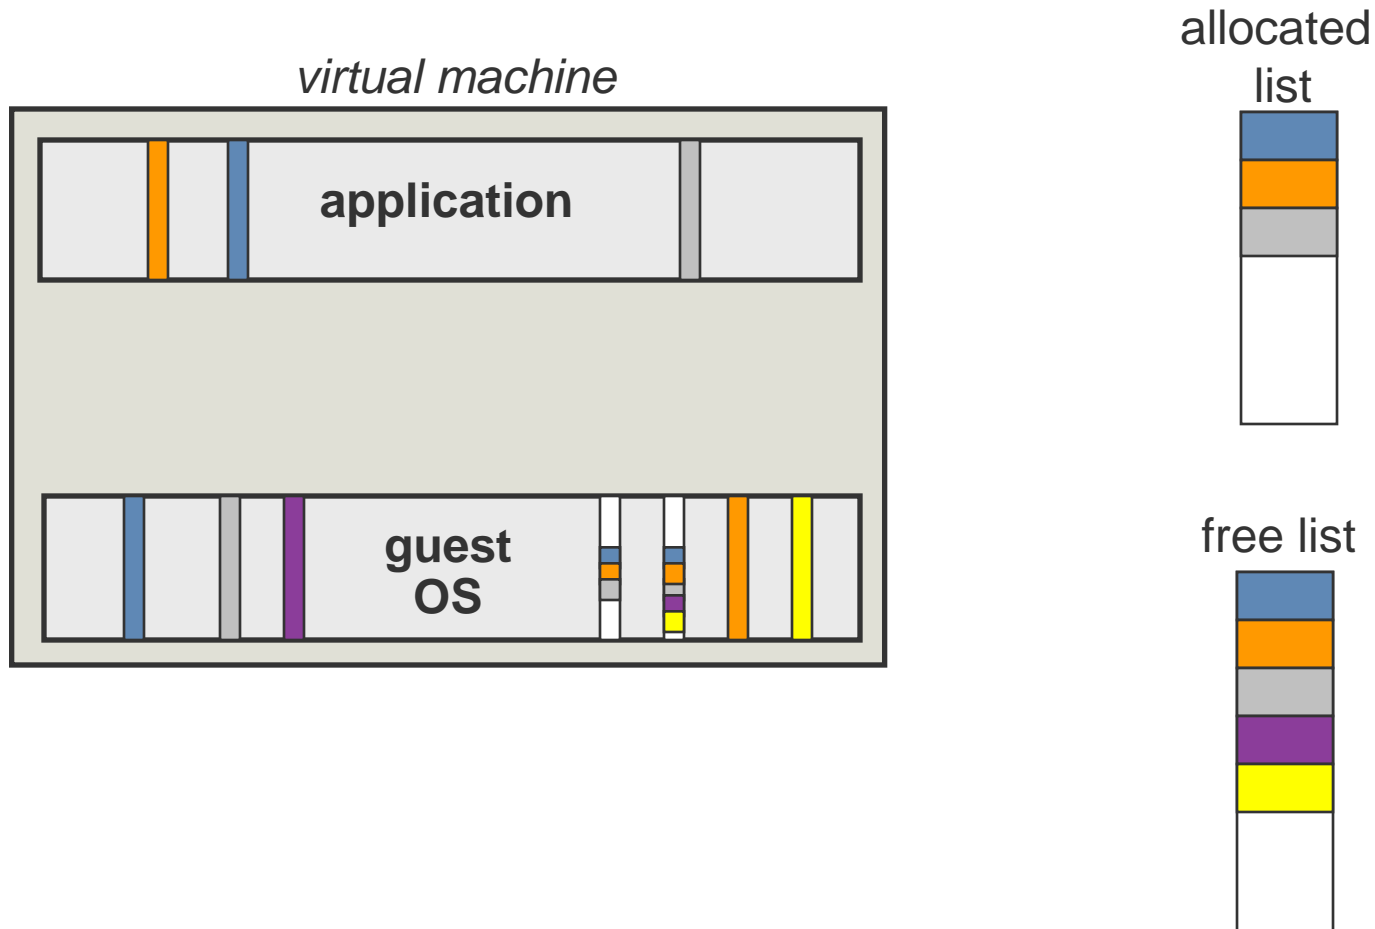 virtual machine
application
guest
OS
allocated
list
free list